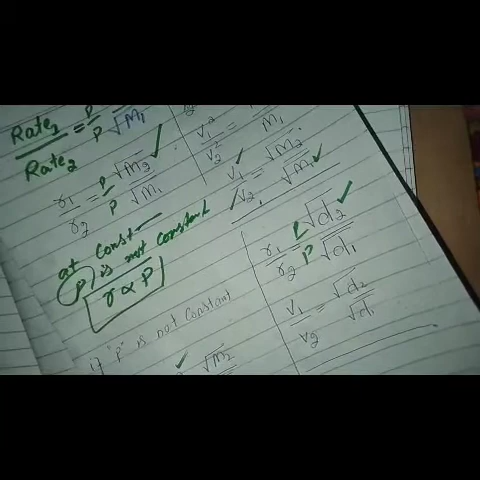 Rate₁/Rate₂ = P/P √M₁
r₁/r₂ = P/P √M₂/√M₁ ✓
at const
P is not constant
r ∝ P
if "P" is not constant
√M₂
V₁²/V₂² = M₁
V₁/V₂ = √M₂/√M₁ ✓
r₁/r₂ = P/P √d₂/√d₁ ✓
V₁/V₂ = √d₂/√d₁